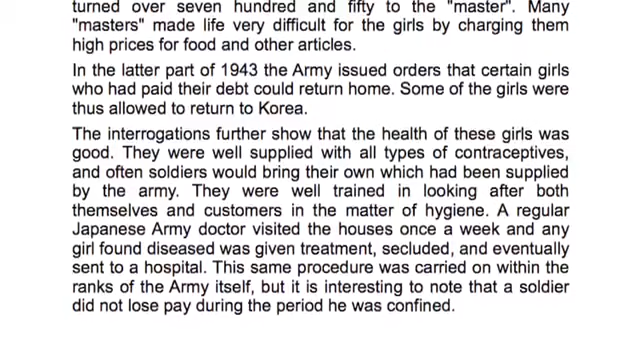 turned over seven hundred and fifty to the "master". Many
"masters" made life very difficult for the girls by charging them
high prices for food and other articles.
In the latter part of 1943 the Army issued orders that certain girls
who had paid their debt could return home. Some of the girls were
thus allowed to return to Korea.
The interrogations further show that the health of these girls was
good. They were well supplied with all types of contraceptives,
and often soldiers would bring their own which had been supplied
by the army. They were well trained in looking after both
themselves and customers in the matter of hygiene. A regular
Japanese Army doctor visited the houses once a week and any
girl found diseased was given treatment, secluded, and eventually
sent to a hospital. This same procedure was carried on within the
ranks of the Army itself, but it is interesting to note that a soldier
did not lose pay during the period he was confined.